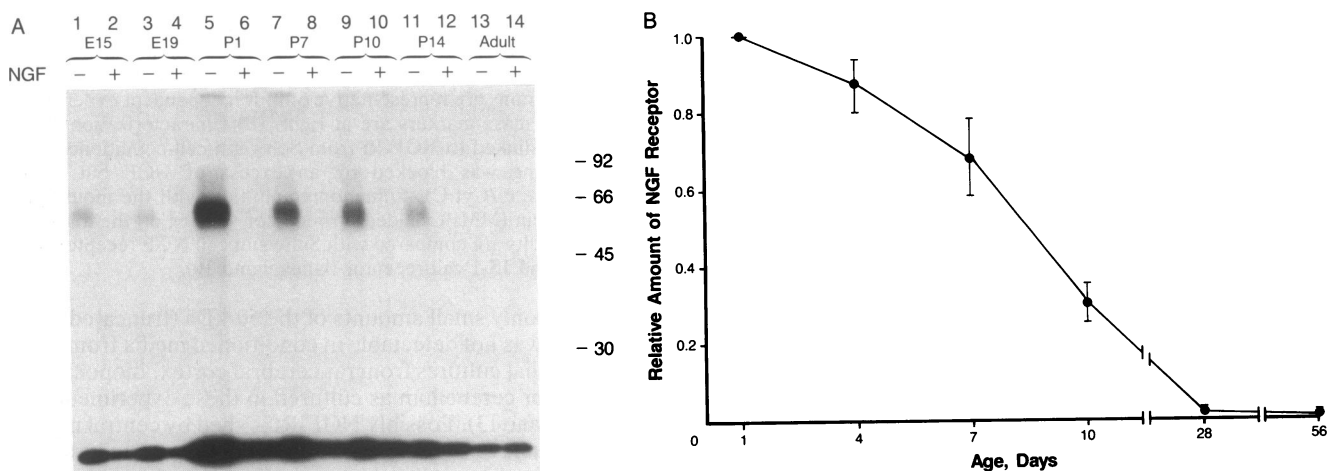 A
1 2 3 4 5 6 7 8 9 10 11 12 13 14
E15 E19 P1 P7 P10 P14 Adult
NGF − + − + − + − + − + − + − +
− 92
− 66
− 45
− 30
B
Relative Amount of NGF Receptor
1.0
0.8
0.6
0.4
0.2
0
1 4 7 10 28 56
Age, Days